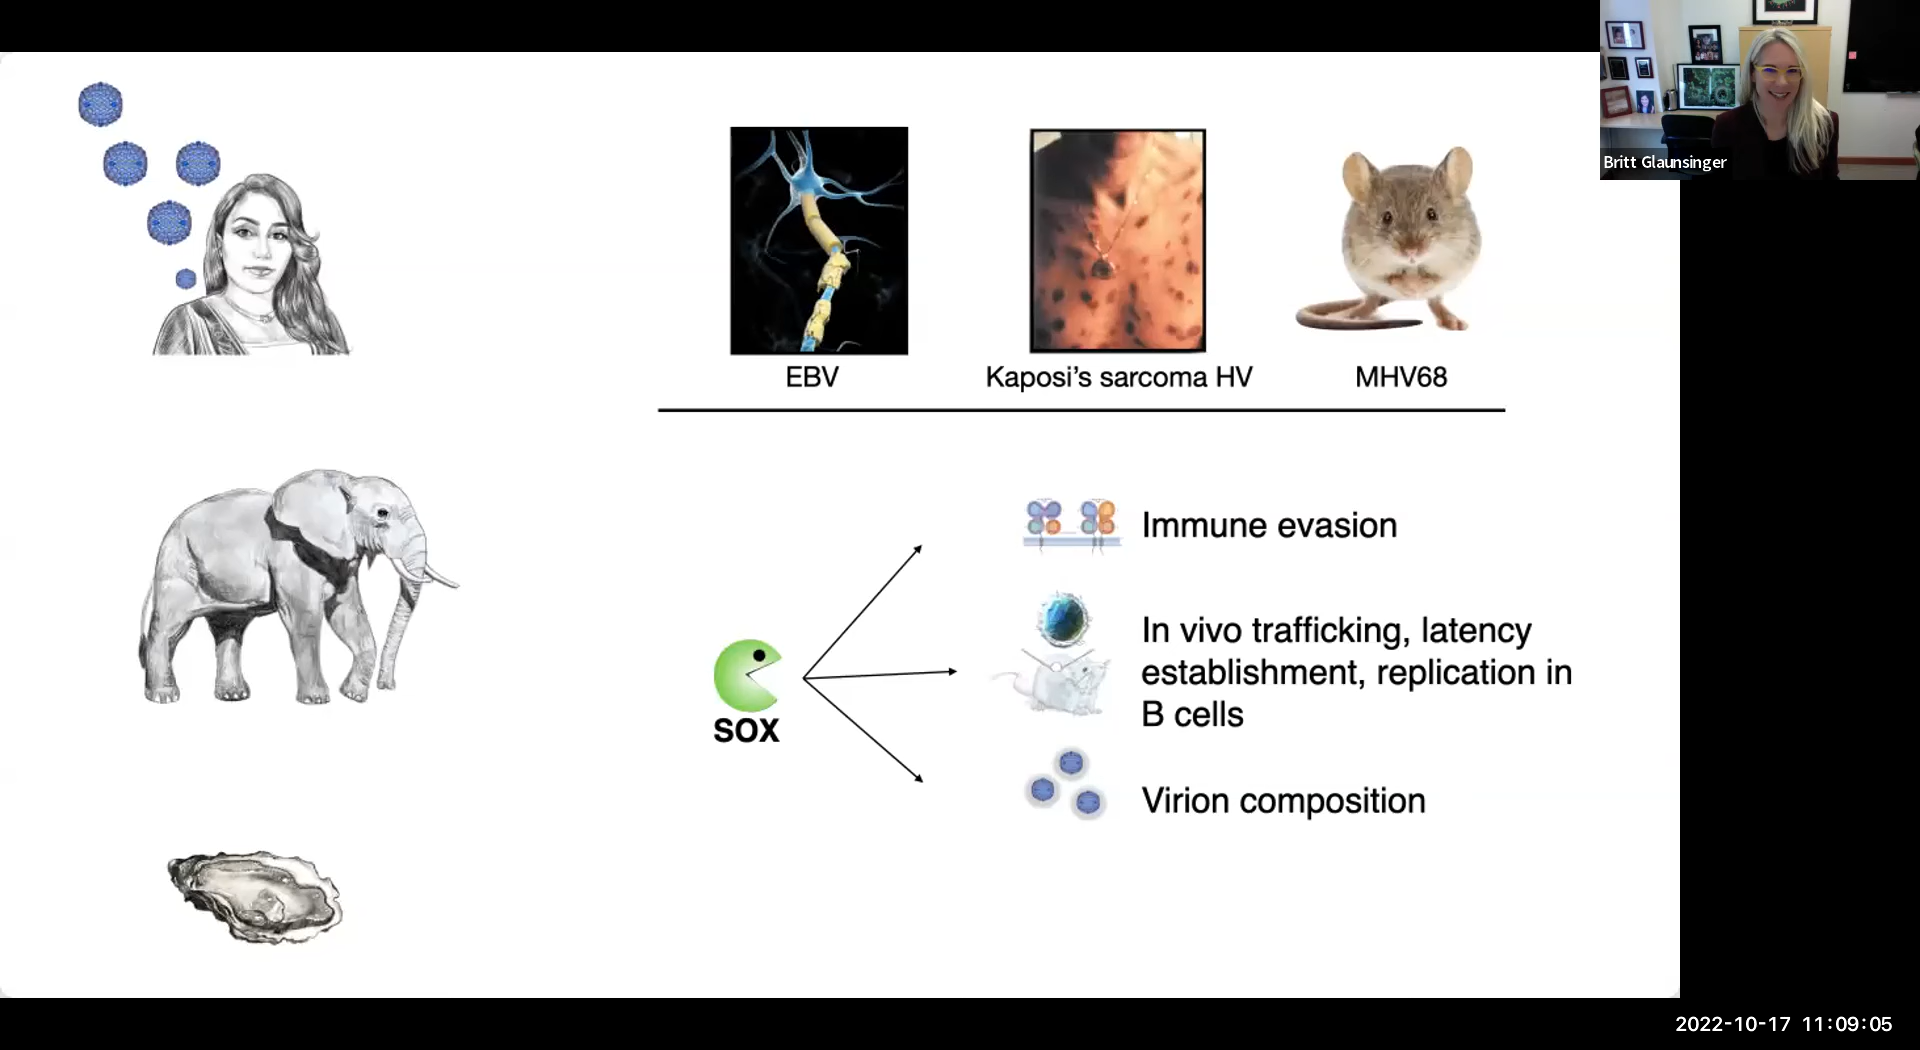 Britt Glaunsinger
EBV
Kaposi's sarcoma HV
MHV68
Immune evasion
In vivo trafficking, latency
establishment, replication in
B cells
SOX
Virion composition
2022-10-17 11:09:05